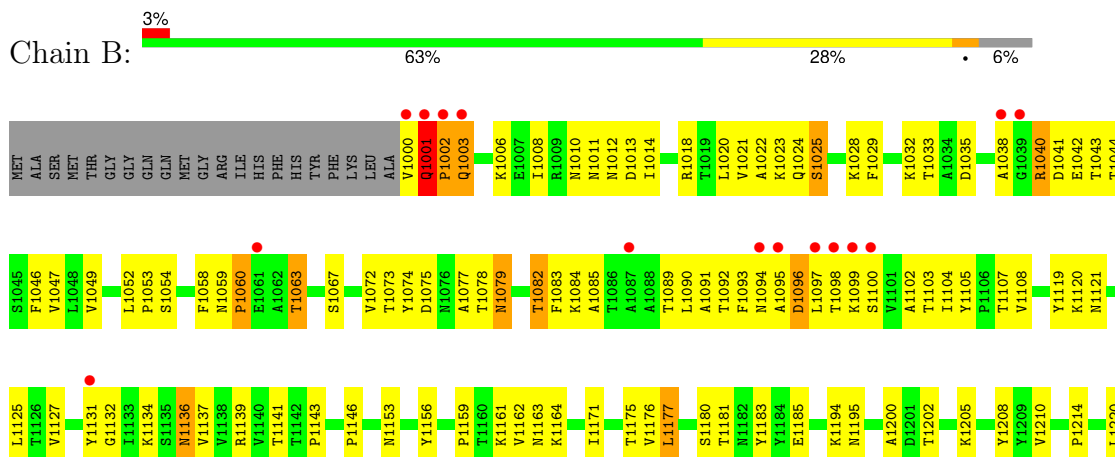 3%
Chain B:
63% 28% • 6%
MET ALA SER MET THR GLY GLY GLN GLN MET GLY ARG ILE HIS PHE HIS TYR PHE LYS LEU ALA V1000 Q1001 P1002 Q1003 K1006 E1007 I1008 R1009 N1010 N1011 N1012 D1013 I1014 R1018 T1019 L1020 V1021 A1022 K1023 Q1024 S1025 K1028 F1029 K1032 T1033 A1034 D1035 A1038 G1039 R1040 D1041 E1042 T1043
S1045 F1046 V1047 L1048 V1049 L1052 P1053 S1054 F1058 N1059 P1060 E1061 A1062 T1063 S1067 V1072 T1073 Y1074 D1075 N1076 A1077 T1078 N1079 T1082 F1083 K1084 A1085 T1086 A1087 A1088 T1089 L1090 A1091 T1092 F1093 N1094 A1095 D1096 L1097 T1098 K1099 S1100 V1101 A1102 T1103 I1104 Y1105 P1106 T1107 V1108 Y1119 K1120 N1121
L1125 T1126 V1127 Y1131 G1132 I1133 K1134 S1135 N1136 V1137 V1138 R1139 V1140 T1141 T1142 P1143 P1146 N1153 Y1156 P1159 T1160 K1161 V1162 N1163 K1164 I1171 T1175 V1176 L1177 S1180 T1181 N1182 Y1183 Y1184 E1185 K1194 N1195 A1200 D1201 T1202 K1205 Y1208 Y1209 V1210 P1214